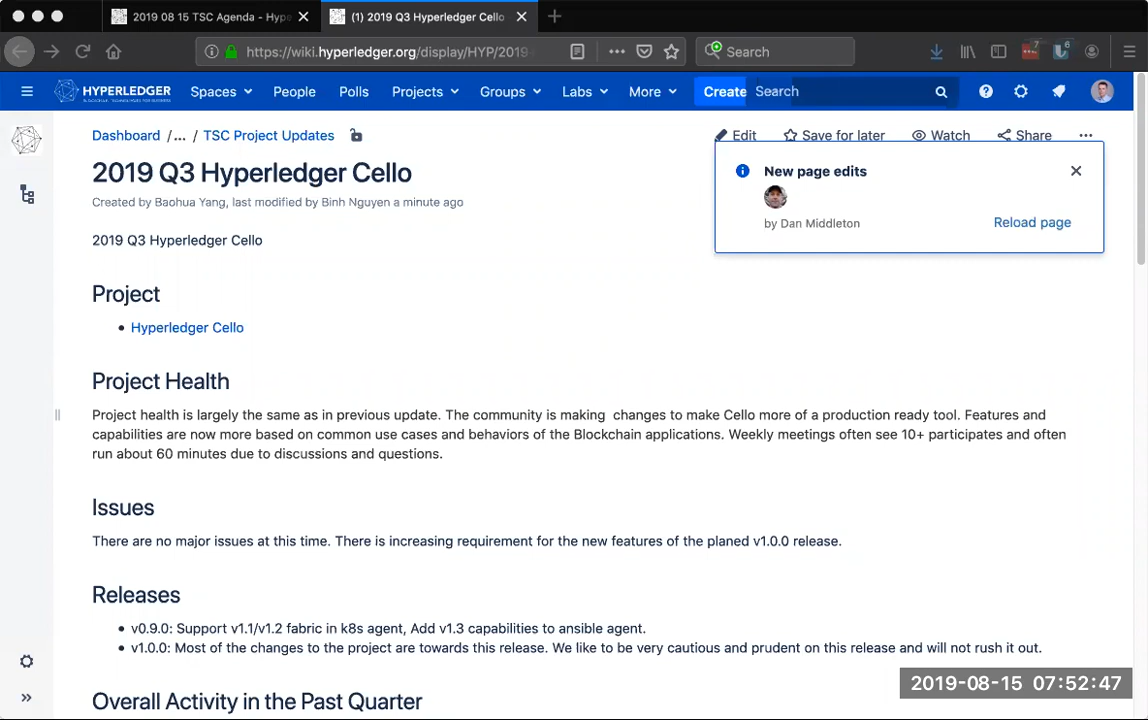 2019 08 15 TSC Agenda - Hype
(1) 2019 Q3 Hyperledger Cello
https://wiki.hyperledger.org/display/HYP/2019-
Search
7
6
HYPERLEDGER
BLOCKCHAIN TECHNOLOGIES FOR BUSINESS
Spaces
People
Polls
Projects
Groups
Labs
More
Create
Search
Dashboard /... / TSC Project Updates
Edit
Save for later
Watch
Share
2019 Q3 Hyperledger Cello
Created by Baohua Yang, last modified by Binh Nguyen a minute ago
New page edits
by Dan Middleton
Reload page
2019 Q3 Hyperledger Cello
Project
• Hyperledger Cello
Project Health
Project health is largely the same as in previous update. The community is making changes to make Cello more of a production ready tool. Features and
capabilities are now more based on common use cases and behaviors of the Blockchain applications. Weekly meetings often see 10+ participates and often
run about 60 minutes due to discussions and questions.
Issues
There are no major issues at this time. There is increasing requirement for the new features of the planed v1.0.0 release.
Releases
• v0.9.0: Support v1.1/v1.2 fabric in k8s agent, Add v1.3 capabilities to ansible agent.
• v1.0.0: Most of the changes to the project are towards this release. We like to be very cautious and prudent on this release and will not rush it out.
2019-08-15 07:52:47
Overall Activity in the Past Quarter